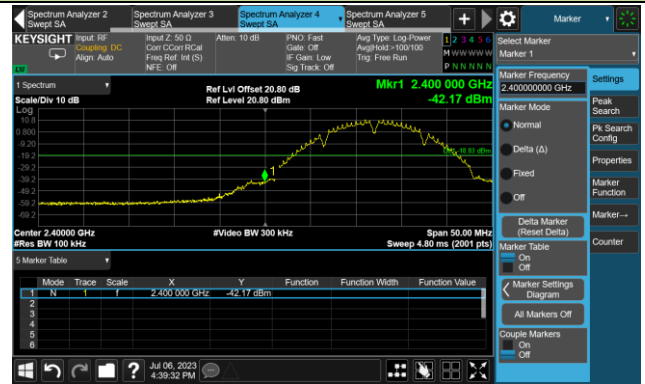 Spectrum Analyzer 2
Swept SA
Spectrum Analyzer 3
Swept SA
Spectrum Analyzer 4
Swept SA
Spectrum Analyzer 5
Swept SA
+
Marker
KEYSIGHT
Input: RF
Coupling: DC
Align: Auto
Input Z: 50 Ω
Corr CCorr RCal
Freq Ref: Int (S)
NFE: Off
Atten: 10 dB
PNO: Fast
Gate: Off
IF Gain: Low
Sig Track: Off
Avg Type: Log-Power
Avg|Hold:>100/100
Trig: Free Run
1 2 3 4 5 6
M W W W W W
P N N N N N
Select Marker
Marker 1
1 Spectrum
Scale/Div 10 dB
Log
Ref Lvl Offset 20.80 dB
Ref Level 20.80 dBm
Mkr1 2.400 000 GHz
-42.17 dBm
10.8
0.800
-9.20
-19.2
-29.2
-39.2
-49.2
-59.2
-69.2
1
Center 2.40000 GHz
#Res BW 100 kHz
#Video BW 300 kHz
Span 50.00 MHz
Sweep 4.80 ms (2001 pts)
5 Marker Table
Mode Trace Scale X Y Function Function Width Function Value
1 N 1 f 2.400 000 GHz -42.17 dBm
2
3
4
5
6
Marker Frequency
2.400000000 GHz
Marker Mode
Normal
Delta (Δ)
Fixed
Off
Delta Marker
(Reset Delta)
Marker Table
On
Off
Marker Settings
Diagram
All Markers Off
Couple Markers
On
Off
Settings
Peak
Search
Pk Search
Config
Properties
Marker
Function
Marker→
Counter
?
Jul 06, 2023
4:39:32 PM